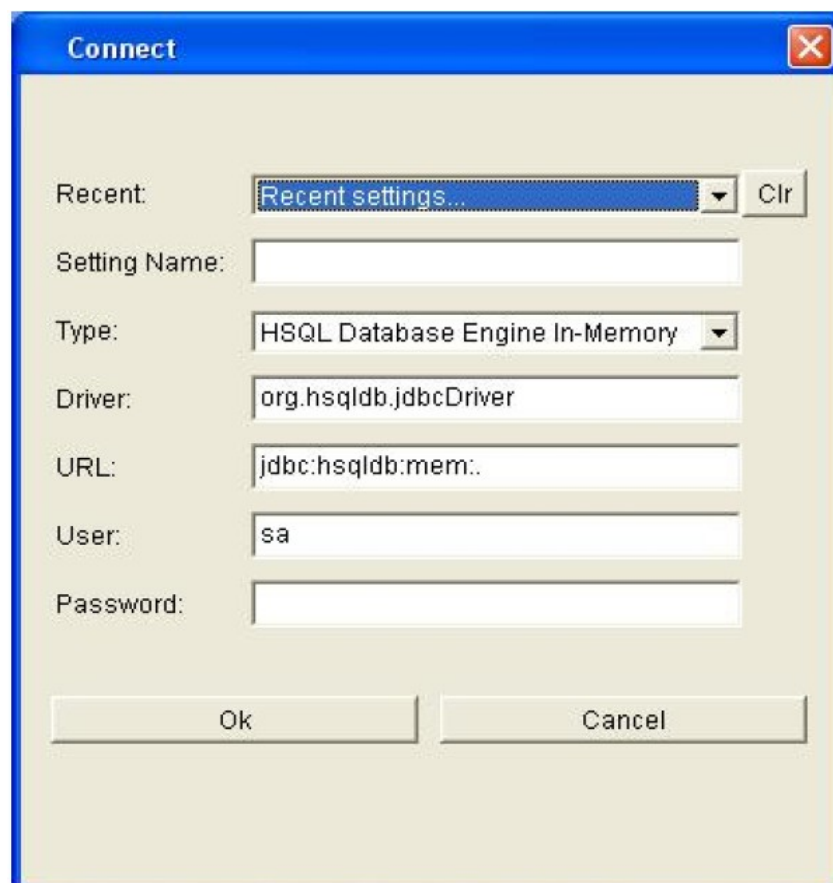 Connect
Recent: Recent settings... Clr
Setting Name:
Type: HSQL Database Engine In-Memory
Driver: org.hsqldb.jdbcDriver
URL: jdbc:hsqldb:mem:.
User: sa
Password:
Ok Cancel